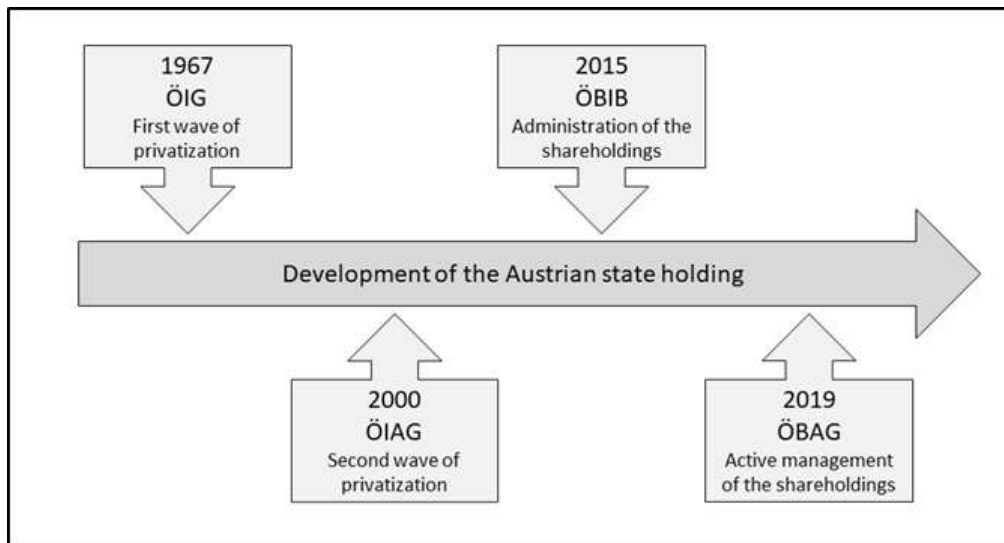 1967
ÖIG
First wave of
privatization
2015
ÖBIB
Administration of the
shareholdings
Development of the Austrian state holding
2000
ÖIAG
Second wave of
privatization
2019
ÖBAG
Active management
of the shareholdings